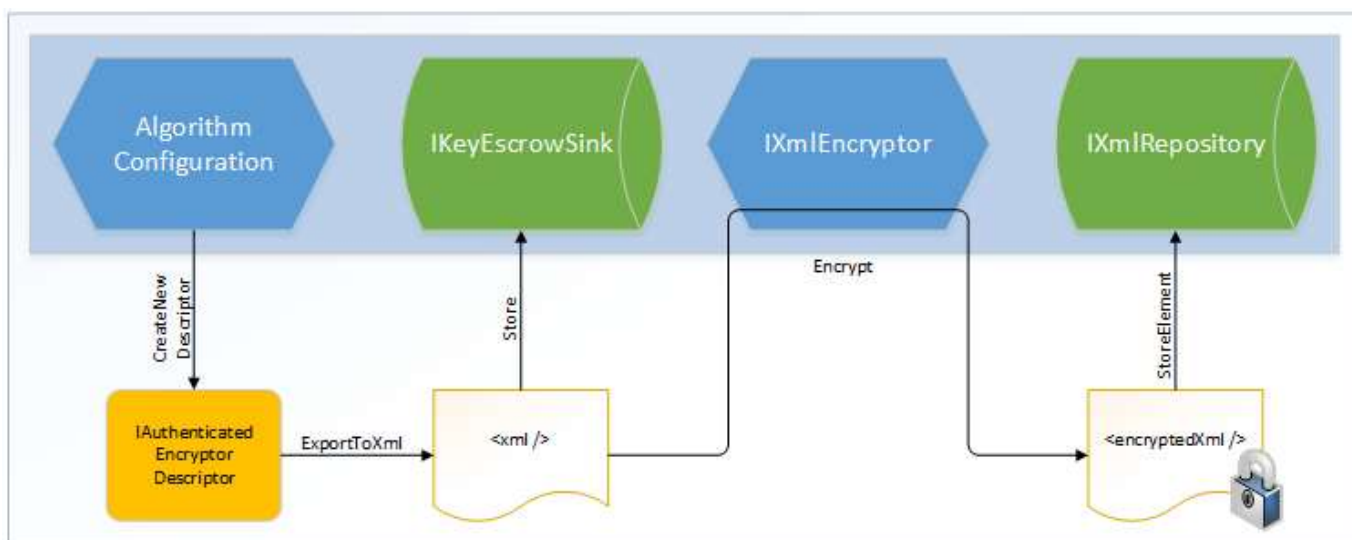 Algorithm
Configuration
IKeyEscrowSink
IXmlEncryptor
IXmlRepository
CreateNew
Descriptor
Store
Encrypt
StoreElement
IAuthenticated
Encryptor
Descriptor
ExportToXml
<xml />
<encryptedXml />